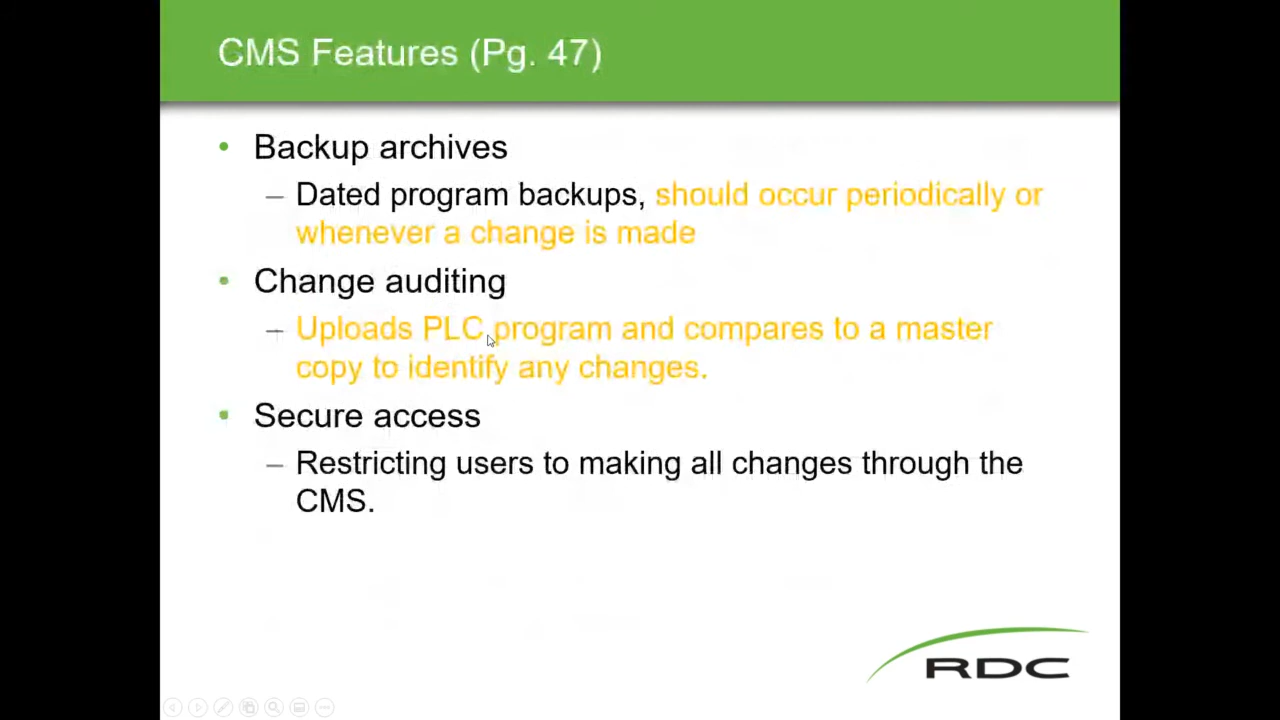 CMS Features (Pg. 47)
• Backup archives
– Dated program backups, should occur periodically or
whenever a change is made
• Change auditing
– Uploads PLC program and compares to a master
copy to identify any changes.
• Secure access
– Restricting users to making all changes through the
CMS.
RDC